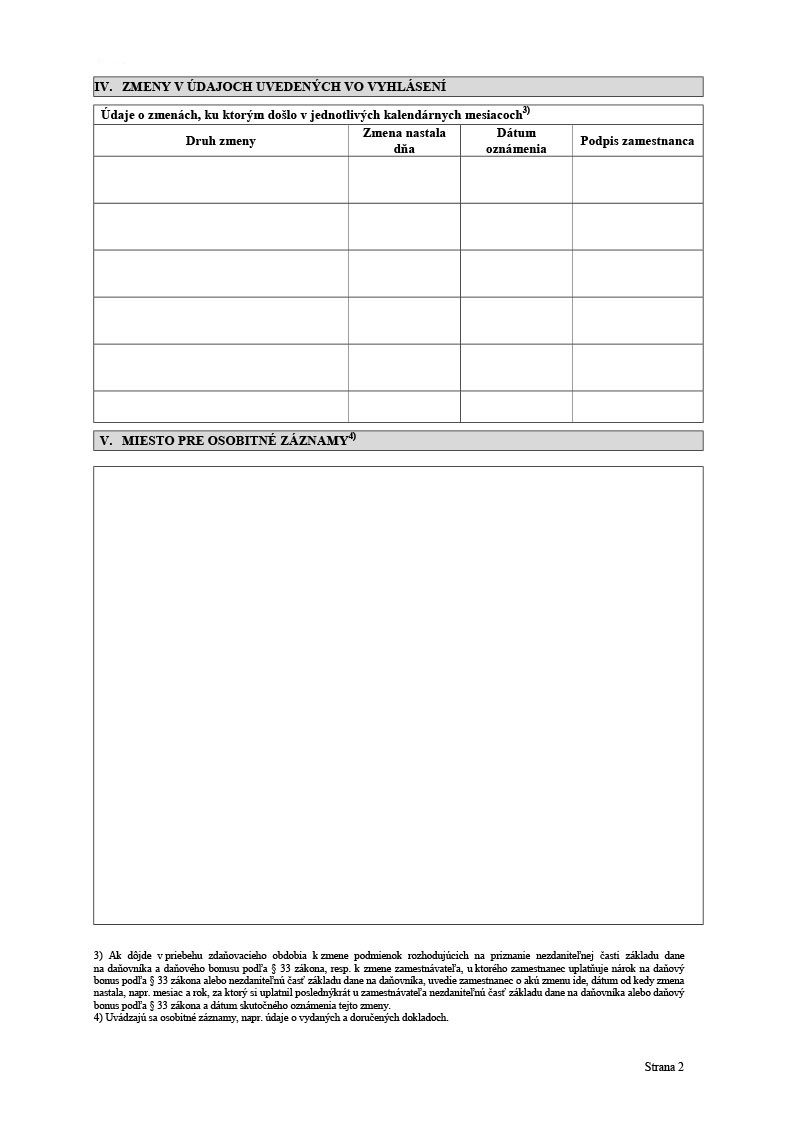 IV. ZMENY V ÚDAJOCH UVEDENÝCH VO VYHLÁSENÍ
Údaje o zmenách, ku ktorým došlo v jednotlivých kalendárnych mesiacoch3)
Druh zmeny
Zmena nastala
dňa
Dátum
oznámenia
Podpis zamestnanca
V. MIESTO PRE OSOBITNÉ ZÁZNAMY4)
3) Ak dôjde v priebehu zdaňovacieho obdobia k zmene podmienok rozhodujúcich na priznanie nezdaniteľnej časti základu dane
na daňovníka a daňového bonusu podľa § 33 zákona, resp. k zmene zamestnávateľa, u ktorého zamestnanec uplatňuje nárok na daňový
bonus podľa § 33 zákona alebo nezdaniteľnú časť základu dane na daňovníka, uvedie zamestnanec o akú zmenu ide, dátum od kedy zmena
nastala, napr. mesiac a rok, za ktorý si uplatnil poslednýkrát u zamestnávateľa nezdaniteľnú časť základu dane na daňovníka alebo daňový
bonus podľa § 33 zákona a dátum skutočného oznámenia tejto zmeny.
4) Uvádzajú sa osobitné záznamy, napr. údaje o vydaných a doručených dokladoch.
Strana 2